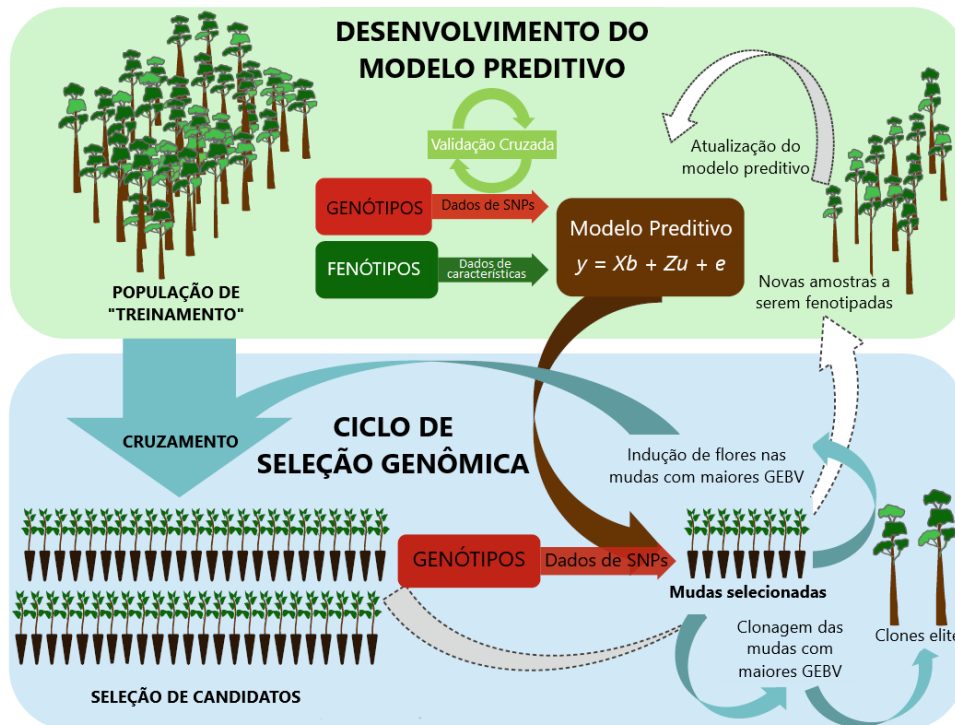 DESENVOLVIMENTO DO
MODELO PREDITIVO
Validação Cruzada
Atualização do
modelo preditivo
GENÓTIPOS
Dados de SNPs
FENÓTIPOS
Dados de
características
Modelo Preditivo
y = Xb + Zu + e
POPULAÇÃO DE
"TREINAMENTO"
Novas amostras a
serem fenotipadas
CRUZAMENTO
CICLO DE
SELEÇÃO GENÔMICA
Indução de flores nas
mudas com maiores GEBV
GENÓTIPOS
Dados de SNPs
Mudas selecionadas
Clonagem das
mudas com
maiores GEBV
Clones elite
SELEÇÃO DE CANDIDATOS